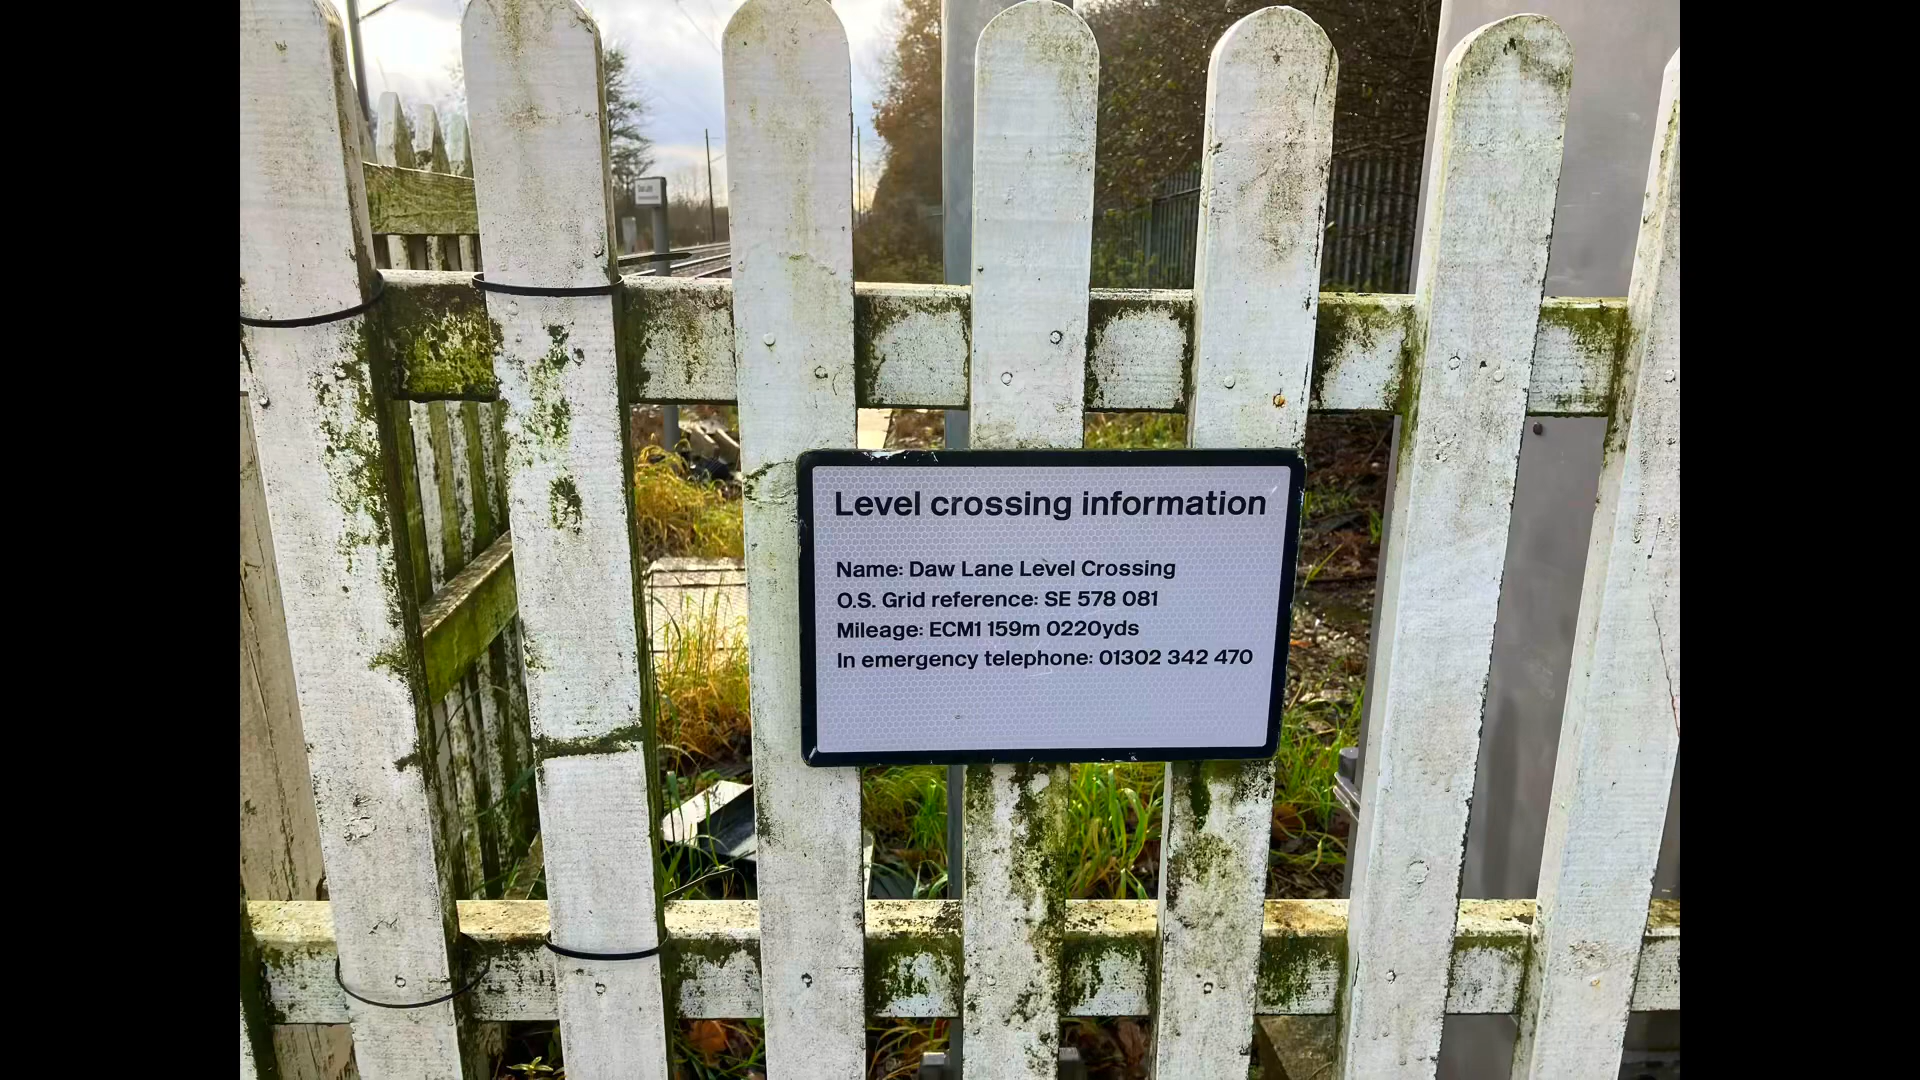 Level crossing information
Name: Daw Lane Level Crossing
O.S. Grid reference: SE 578 081
Mileage: ECM1 159m 0220yds
In emergency telephone: 01302 342 470